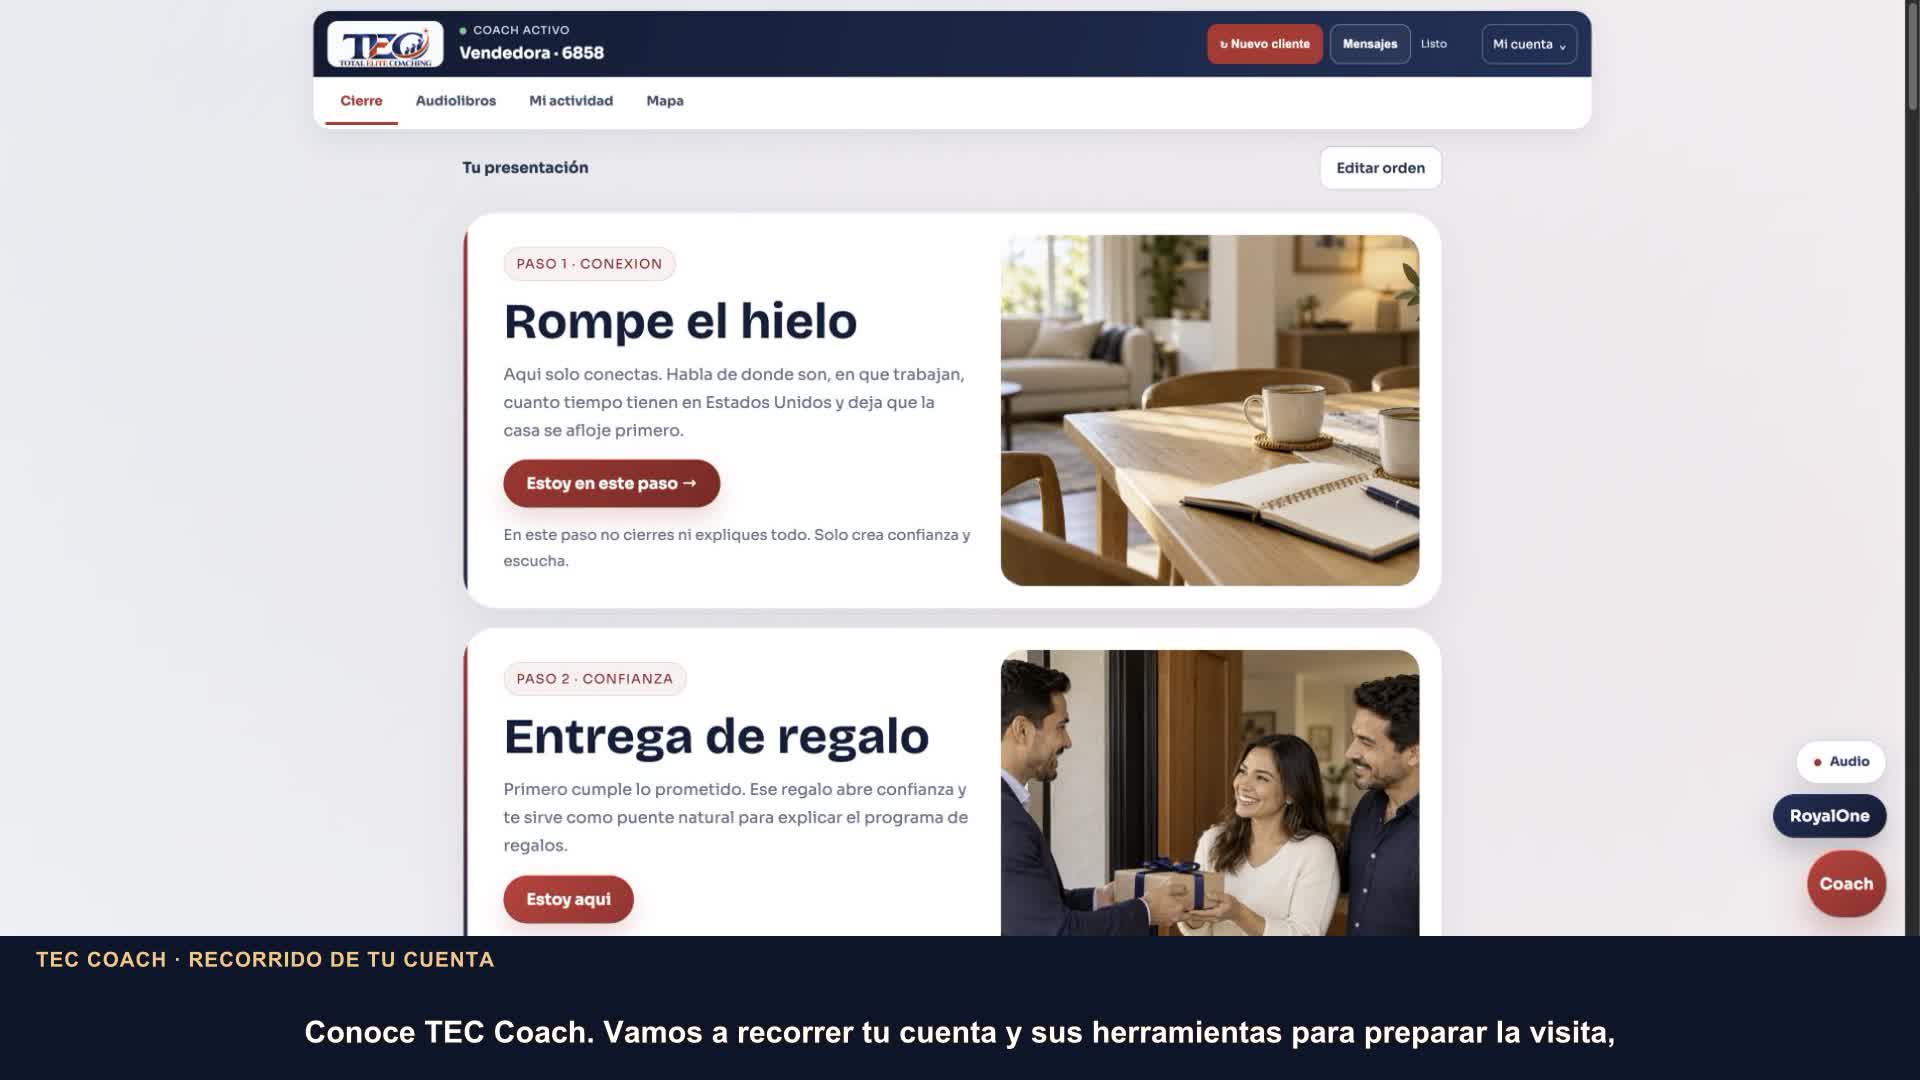 TEC
TOTAL ELITE COACHING
COACH ACTIVO
Vendedora · 6858
↻ Nuevo cliente
Mensajes
Listo
Mi cuenta
Cierre
Audiolibros
Mi actividad
Mapa
Tu presentación
Editar orden
PASO 1 · CONEXION
Rompe el hielo
Aqui solo conectas. Habla de donde son, en que trabajan,
cuanto tiempo tienen en Estados Unidos y deja que la
casa se afloje primero.
Estoy en este paso →
En este paso no cierres ni expliques todo. Solo crea confianza y
escucha.
PASO 2 · CONFIANZA
Entrega de regalo
Primero cumple lo prometido. Ese regalo abre confianza y
te sirve como puente natural para explicar el programa de
regalos.
Estoy aqui
Audio
RoyalOne
Coach
TEC COACH · RECORRIDO DE TU CUENTA
Conoce TEC Coach. Vamos a recorrer tu cuenta y sus herramientas para preparar la visita,